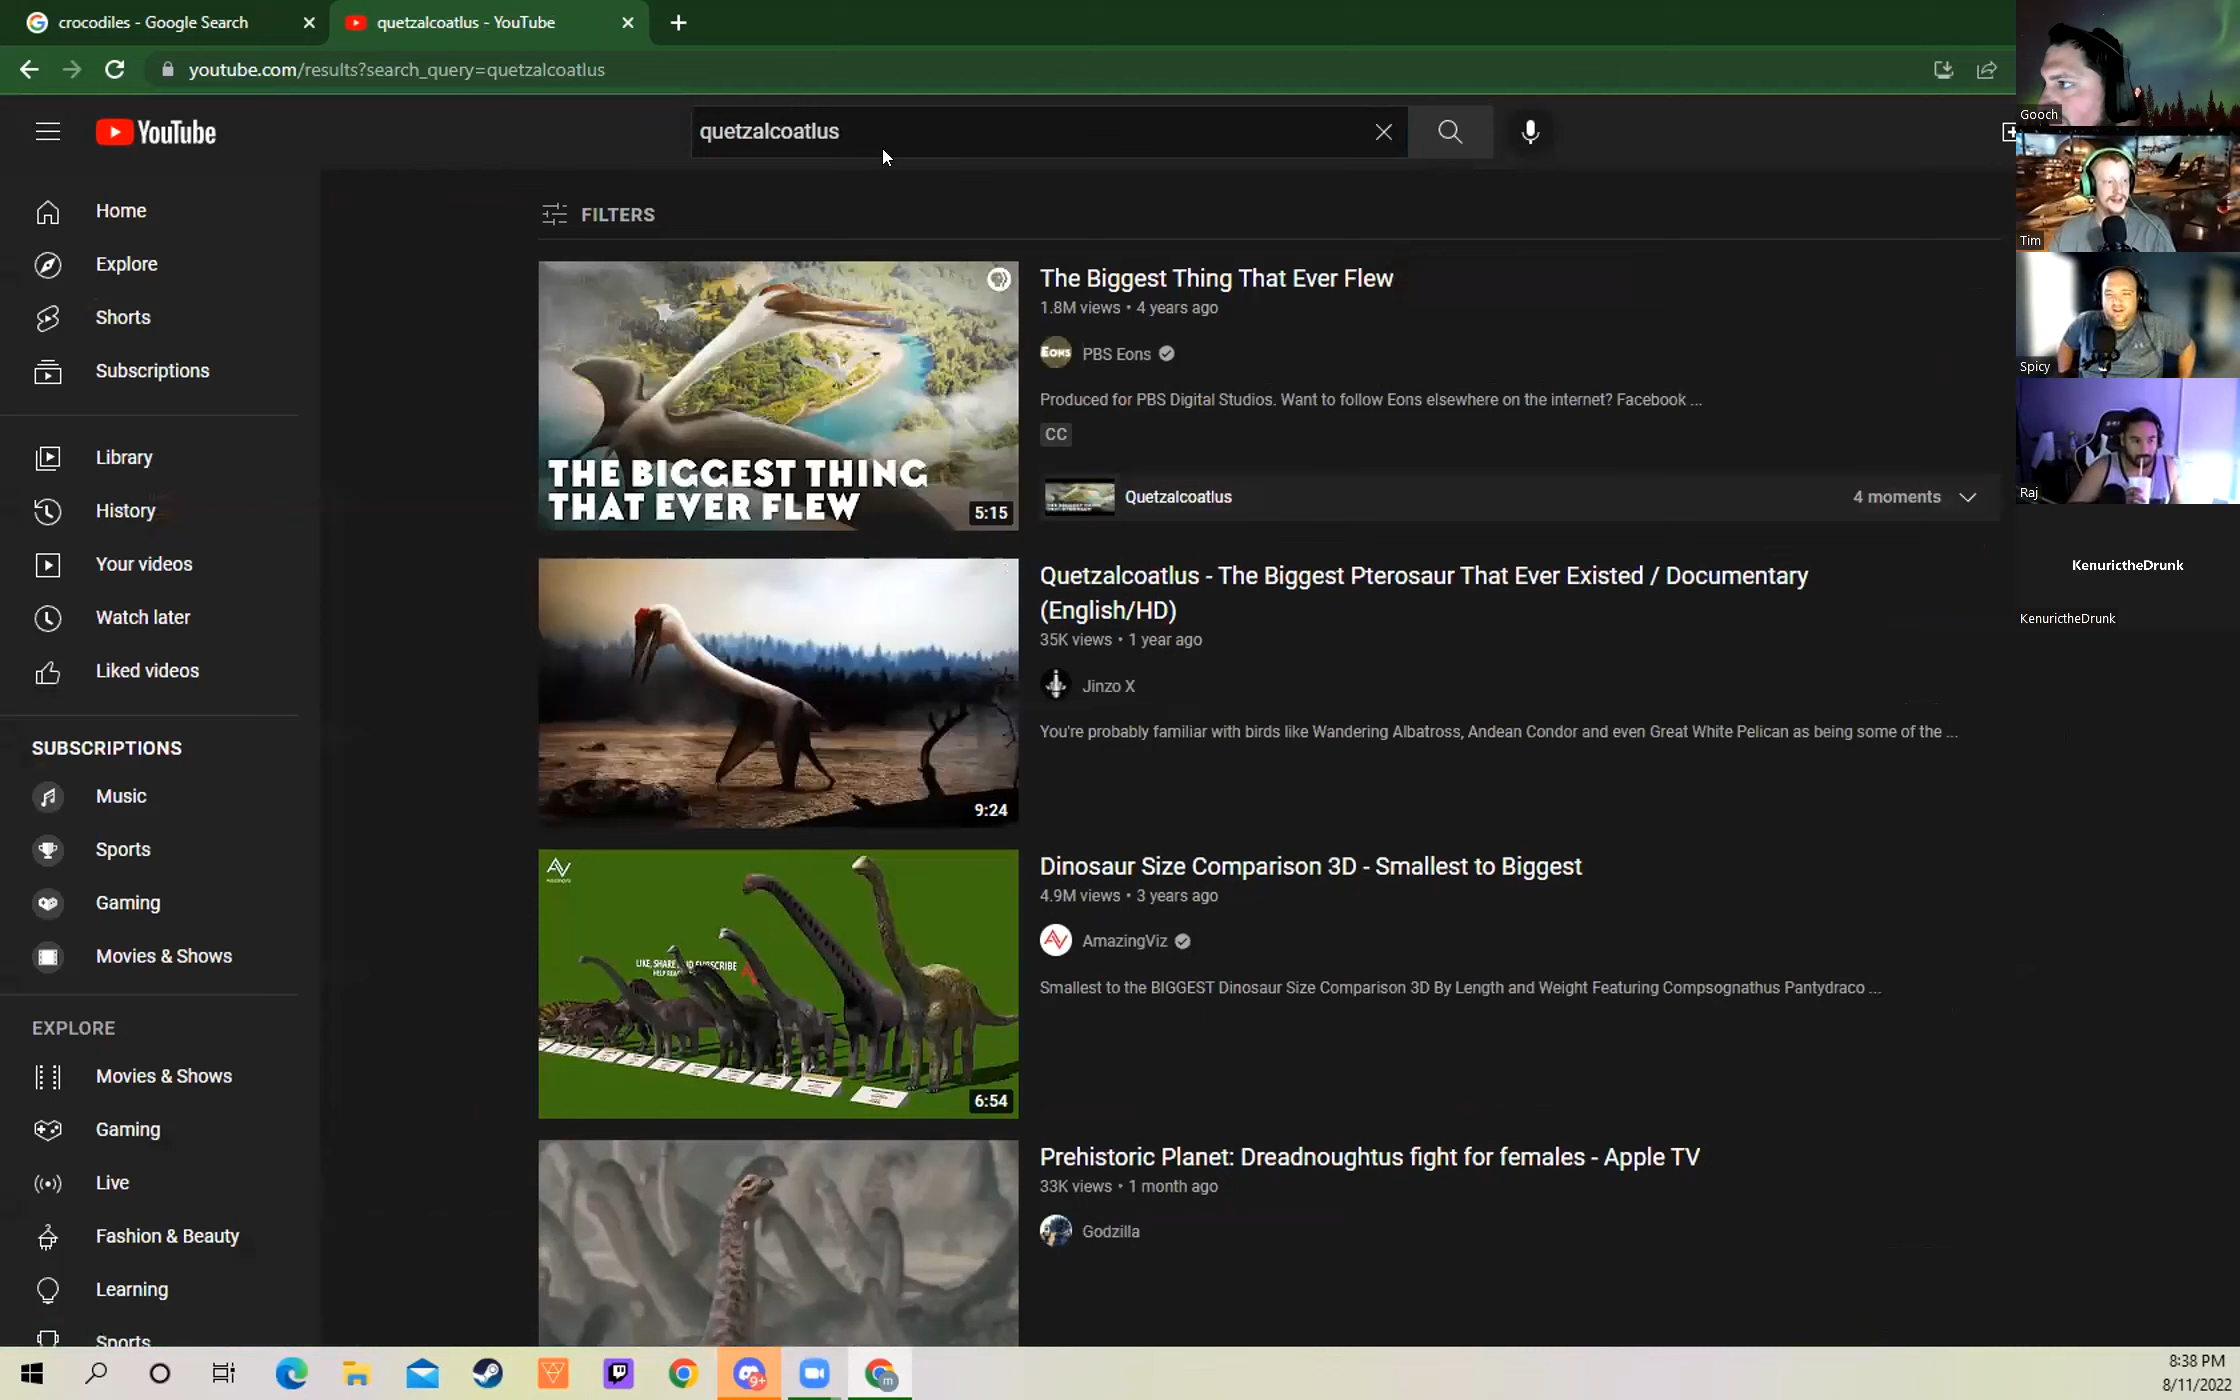 crocodiles - Google Search
quetzalcoatlus - YouTube
youtube.com/results?search_query=quetzalcoatlus
YouTube
quetzalcoatlus
Home
Explore
Shorts
Subscriptions
Library
History
Your videos
Watch later
Liked videos
SUBSCRIPTIONS
Music
Sports
Gaming
Movies & Shows
EXPLORE
Movies & Shows
Gaming
Live
Fashion & Beauty
Learning
Sports
FILTERS
THE BIGGEST THING
THAT EVER FLEW
5:15
The Biggest Thing That Ever Flew
1.8M views • 4 years ago
EONS
PBS Eons
Produced for PBS Digital Studios. Want to follow Eons elsewhere on the internet? Facebook ...
CC
Quetzalcoatlus
4 moments
9:24
Quetzalcoatlus - The Biggest Pterosaur That Ever Existed / Documentary
(English/HD)
35K views • 1 year ago
Jinzo X
You're probably familiar with birds like Wandering Albatross, Andean Condor and even Great White Pelican as being some of the ...
LIKE, SHARE
6:54
Dinosaur Size Comparison 3D - Smallest to Biggest
4.9M views • 3 years ago
AmazingViz
Smallest to the BIGGEST Dinosaur Size Comparison 3D By Length and Weight Featuring Compsognathus Pantydraco ...
Prehistoric Planet: Dreadnoughtus fight for females - Apple TV
33K views • 1 month ago
Godzilla
Gooch
Tim
Spicy
Raj
KenurictheDrunk
KenurictheDrunk
9+
m
8:38 PM
8/11/2022